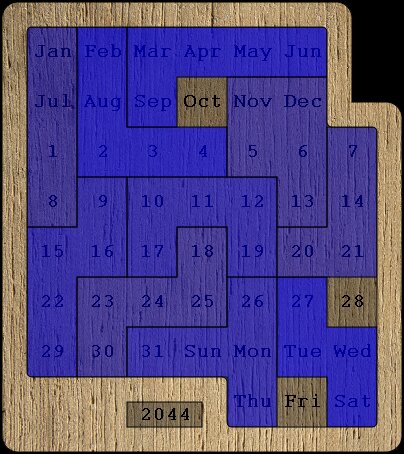 Jan Feb Mar Apr May Jun
Jul Aug Sep Oct Nov Dec
1 2 3 4 5 6 7
8 9 10 11 12 13 14
15 16 17 18 19 20 21
22 23 24 25 26 27 28
29 30 31 Sun Mon Tue Wed
Thu Fri Sat
2044